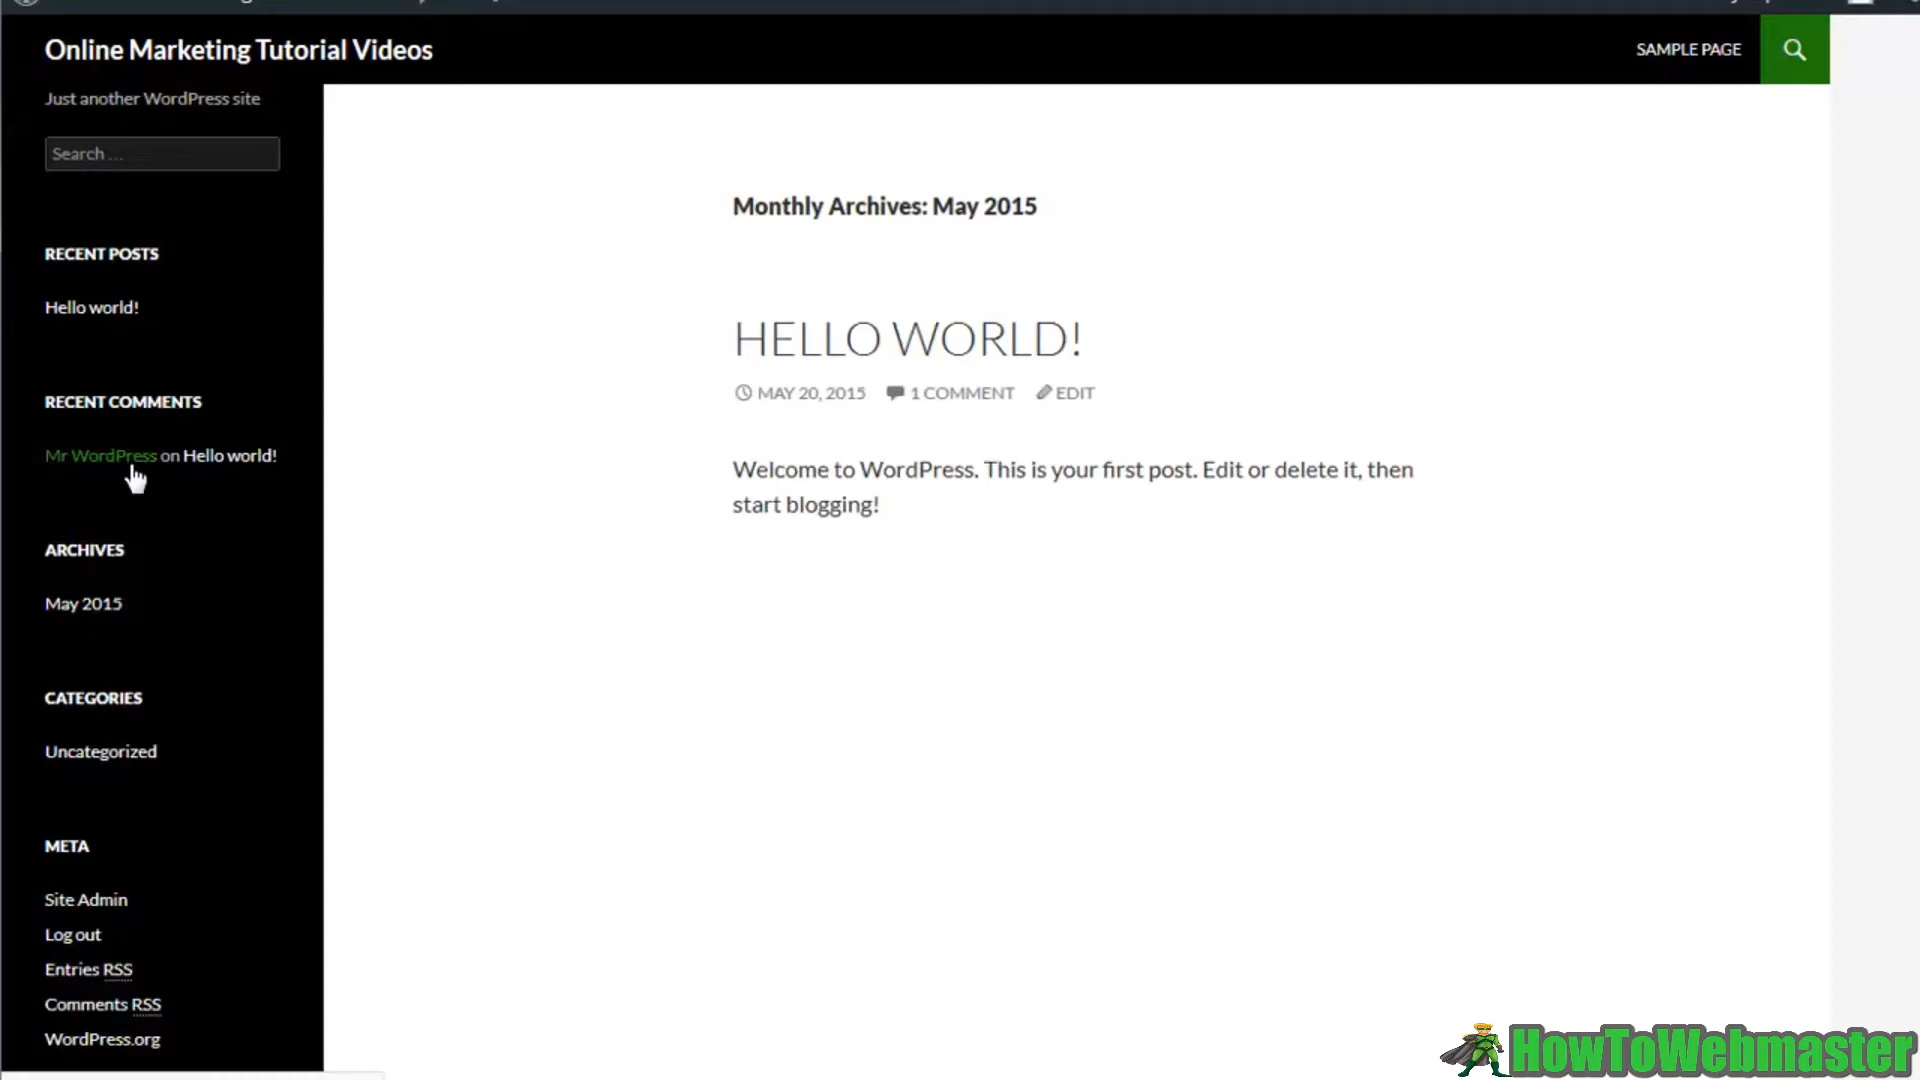 Online Marketing Tutorial Videos
SAMPLE PAGE
Just another WordPress site
Search ...
RECENT POSTS
Hello world!
RECENT COMMENTS
Mr WordPress on Hello world!
ARCHIVES
May 2015
CATEGORIES
Uncategorized
META
Site Admin
Log out
Entries RSS
Comments RSS
WordPress.org
Monthly Archives: May 2015
HELLO WORLD!
MAY 20, 2015 1 COMMENT EDIT
Welcome to WordPress. This is your first post. Edit or delete it, then
start blogging!
HowToWebmaster